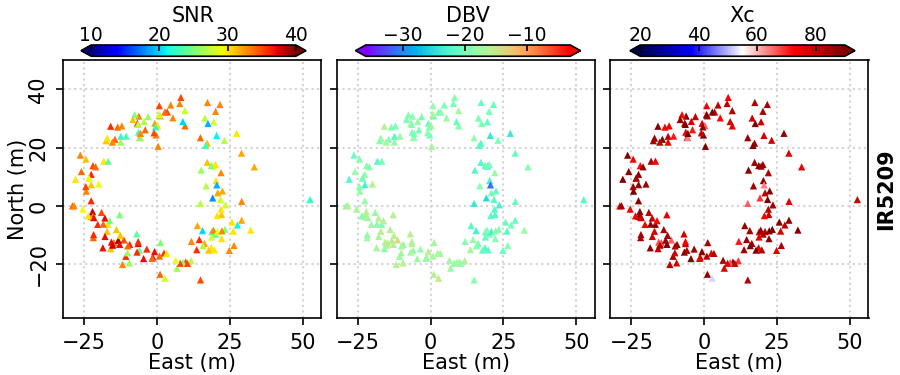 SNR DBV Xc
10 20 30 40 −30 −20 −10 20 40 60 80
North (m)
40
20
0
−20
IR5209
−25 0 25 50 −25 0 25 50 −25 0 25 50
East (m) East (m) East (m)